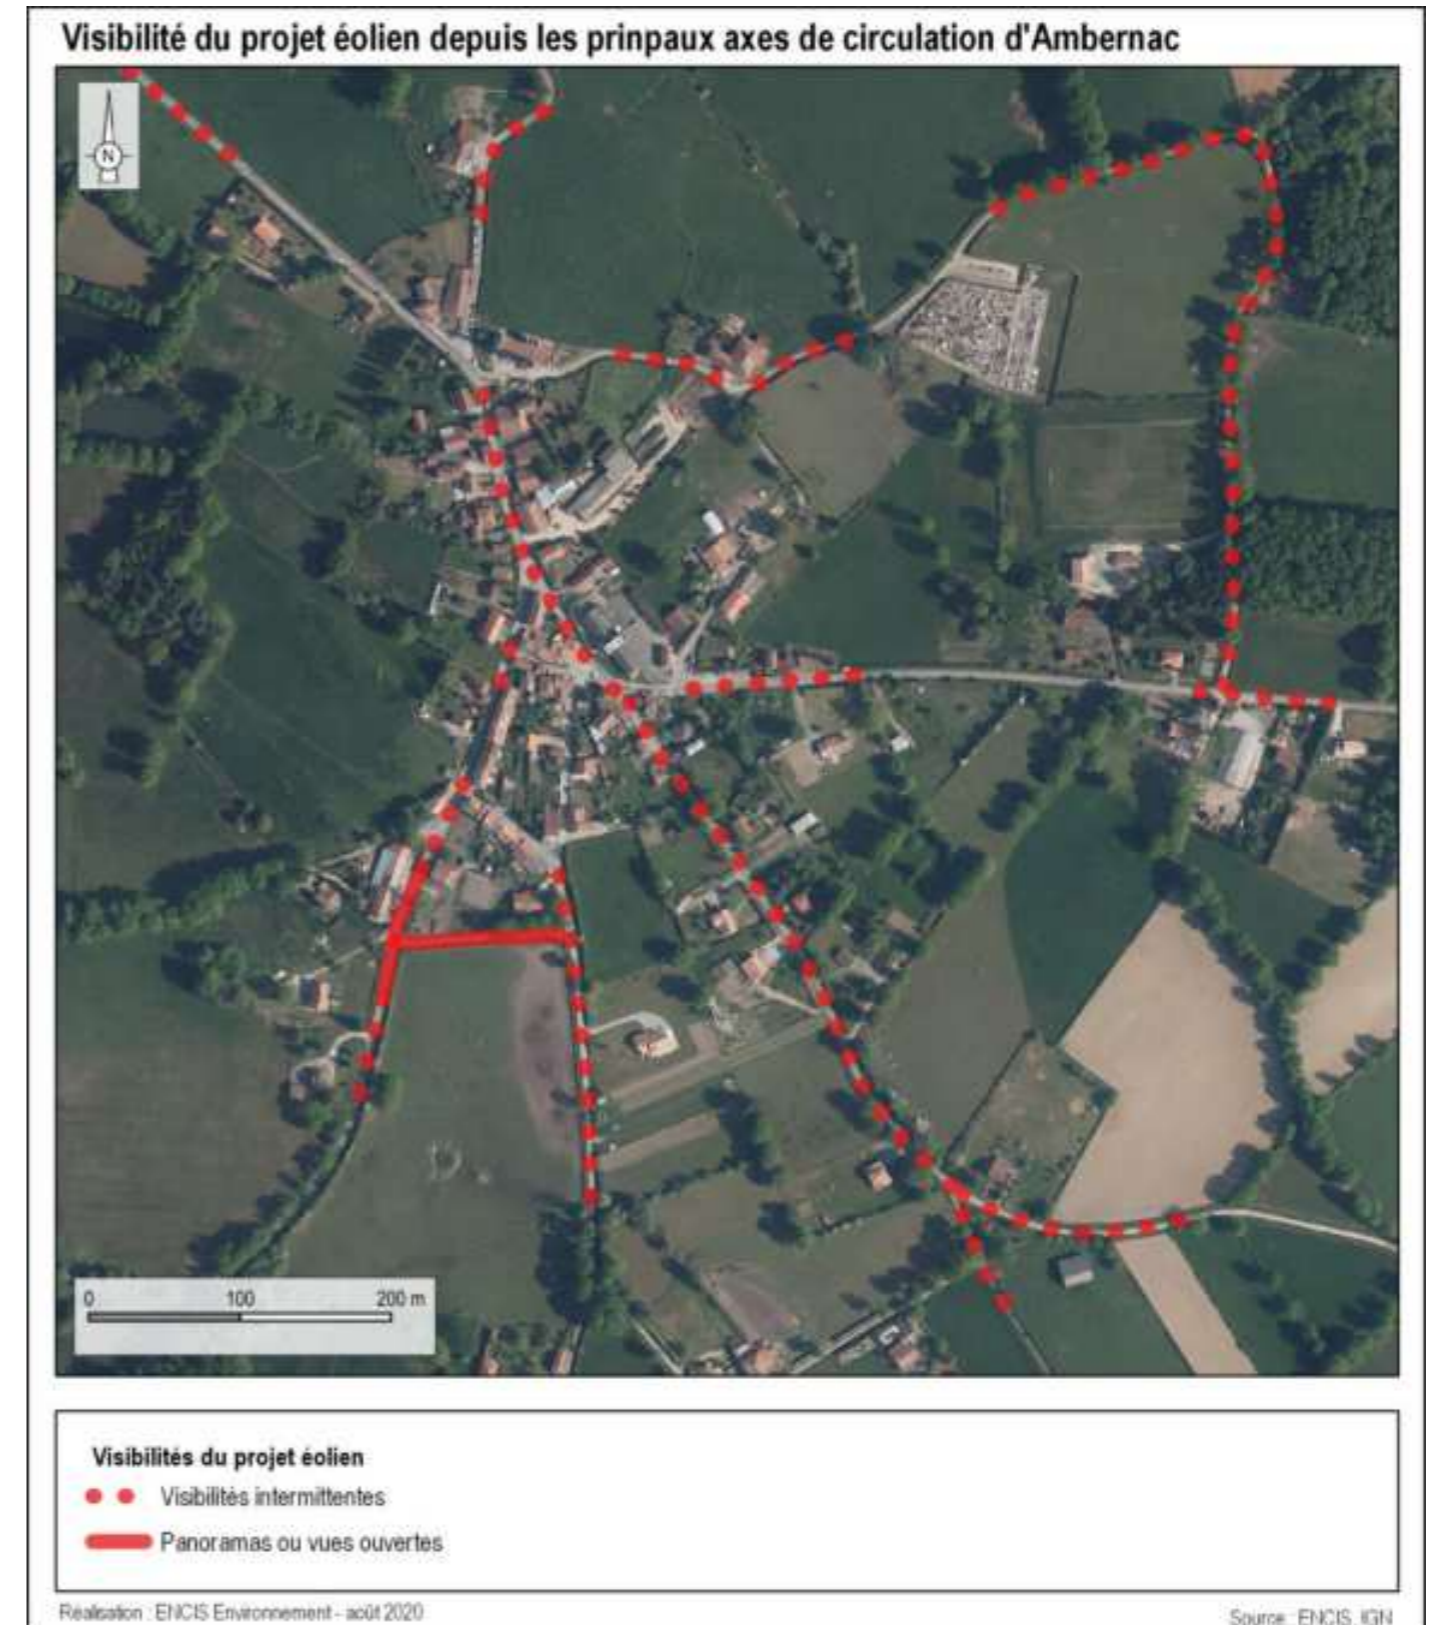 Visibilité du projet éolien depuis les prinpaux axes de circulation d'Ambernac
N
0 100 200 m
Visibilités du projet éolien
Visibilités intermittentes
Panoramas ou vues ouvertes
Réalisation : ENCIS Environnement - août 2020
Source : ENCIS, IGN